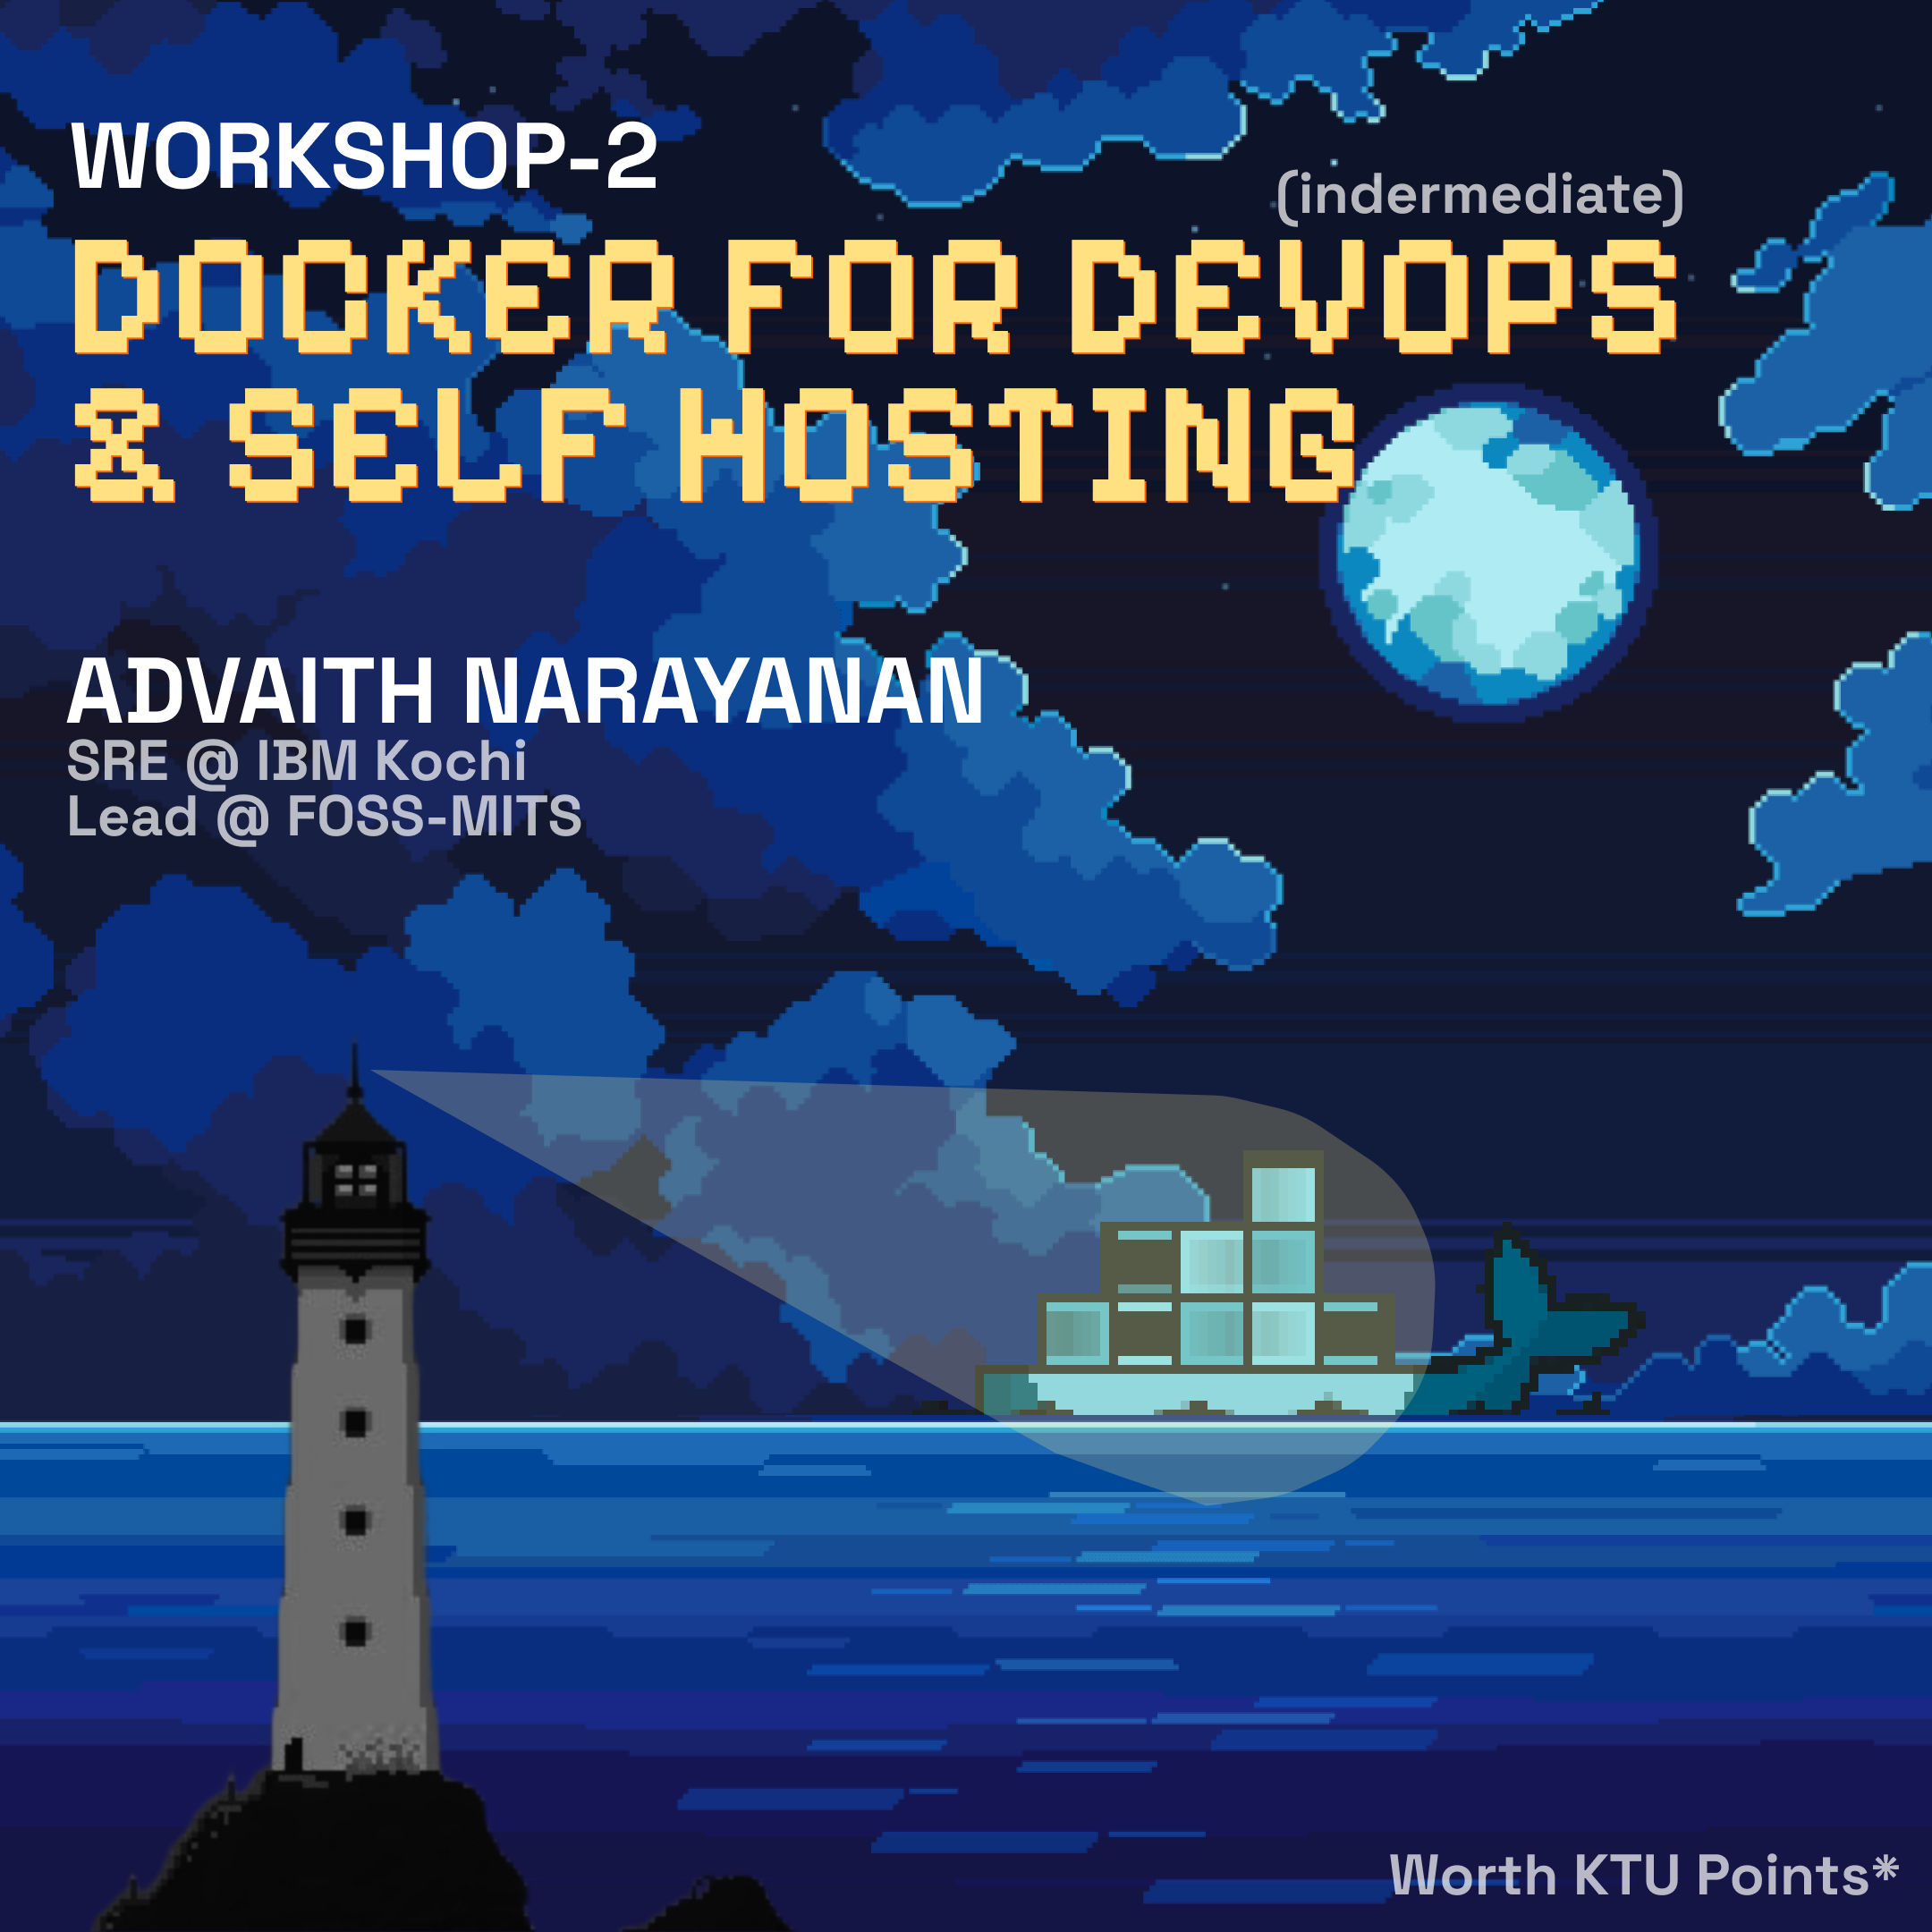 WORKSHOP-2
(indermediate)
DOCKER FOR DEVOPS
& SELF HOSTING
ADVAITH NARAYANAN
SRE @ IBM Kochi
Lead @ FOSS-MITS
Worth KTU Points*